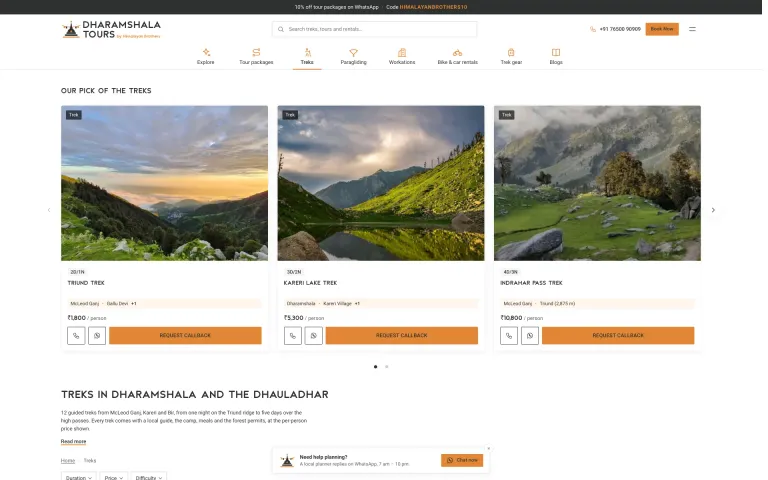 10% off tour packages on WhatsApp · Code HIMALAYANBROTHERS10
DHARAMSHALA
TOURS by Himalayan Brothers
Search treks, tours and rentals...
+91 76500 90909
Book Now
Explore
Tour packages
Treks
Paragliding
Workations
Bike & car rentals
Trek gear
Blogs
OUR PICK OF THE TREKS
Trek
2D/1N
TRIUND TREK
McLeod Ganj · Gallu Devi +1
₹1,800 / person
REQUEST CALLBACK
Trek
3D/2N
KARERI LAKE TREK
Dharamshala · Kareri Village +1
₹5,300 / person
REQUEST CALLBACK
Trek
4D/3N
INDRAHAR PASS TREK
McLeod Ganj · Triund (2,875 m)
₹10,800 / person
REQUEST CALLBACK
TREKS IN DHARAMSHALA AND THE DHAULADHAR
12 guided treks from McLeod Ganj, Kareri and Bir, from one night on the Triund ridge to five days over the
high passes. Every trek comes with a local guide, the camp, meals and the forest permits, at the per-person
price shown.
Read more
Home Treks
Duration
Price
Difficulty
Need help planning?
A local planner replies on WhatsApp, 7 am - 10 pm
Chat now